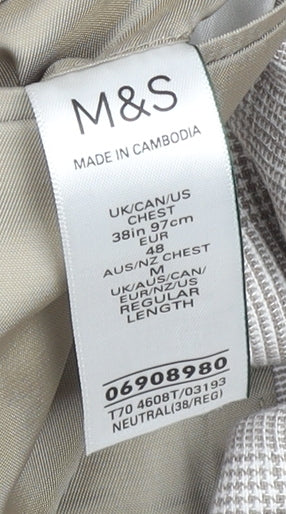 M&S
MADE IN CAMBODIA
UK/CAN/US
CHEST
38in 97cm
EUR
48
AUS/NZ CHEST
M
UK/AUS/CAN/
EUR/NZ/US
REGULAR
LENGTH
06908980
T70 4608T/03193
NEUTRAL(38/REG)